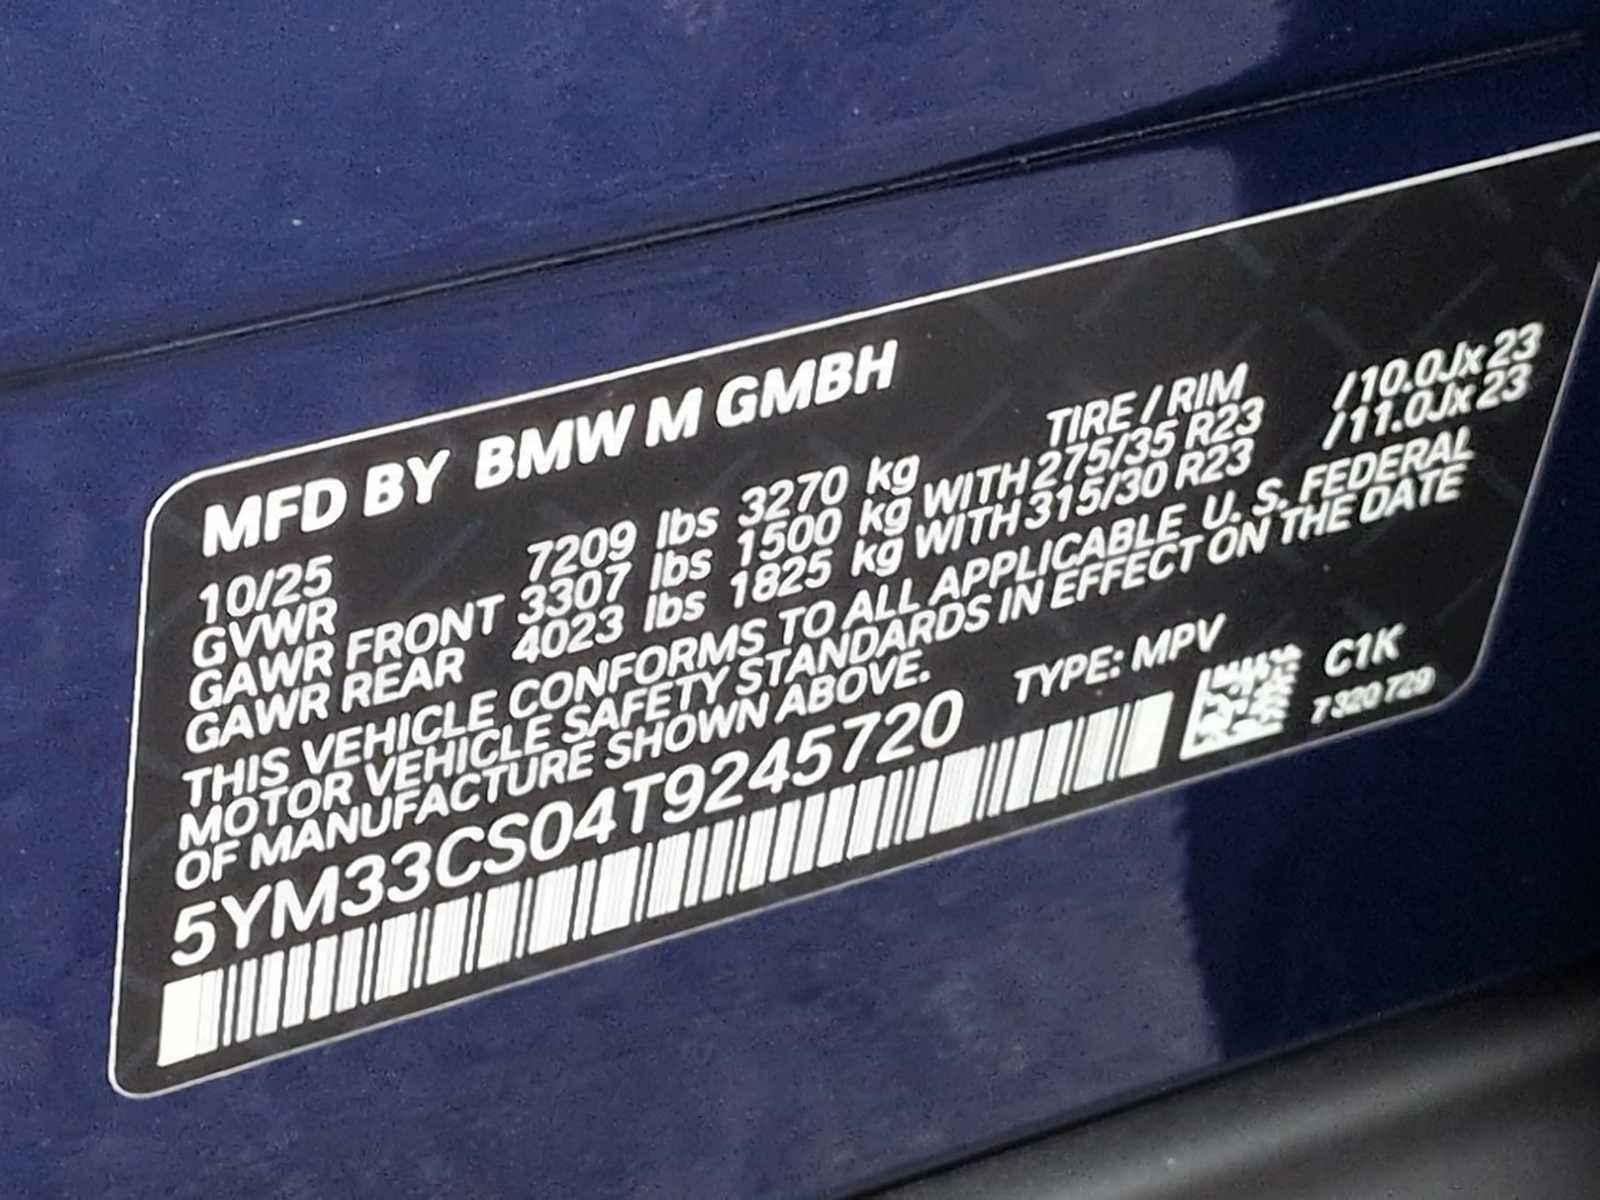 MFD BY BMW M GMBH
10/25 TIRE / RIM
GVWR 7209 lbs 3270 kg
GAWR FRONT 3307 lbs 1500 kg WITH 275/35 R23 /10.0Jx23
GAWR REAR 4023 lbs 1825 kg WITH 315/30 R23 /11.0Jx23
THIS VEHICLE CONFORMS TO ALL APPLICABLE U. S. FEDERAL
MOTOR VEHICLE SAFETY STANDARDS IN EFFECT ON THE DATE
OF MANUFACTURE SHOWN ABOVE.
5YM33CS04T9245720 TYPE: MPV
C1K
7 320 729